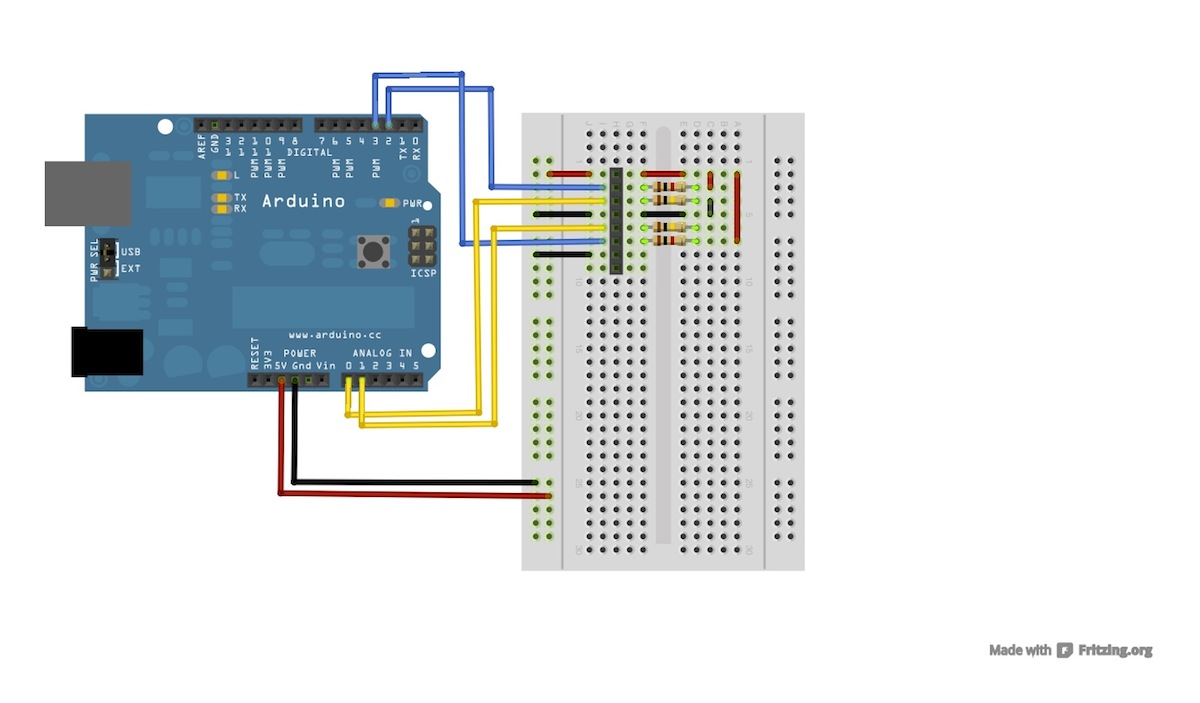 AREF
GND
13
12
PWM 11
PWM 10
PWM 9
8
7
PWM 6
PWM 5
4
PWM 3
2
TX 1
RX 0
DIGITAL
L
TX
RX
Arduino
PWR
1
ICSP
PWR SEL
USB
EXT
www.arduino.cc
POWER
ANALOG IN
RESET
3V3
5V Gnd Vin
0 1 2 3 4 5
J I H G F E D C B A
1 1
5
10 10
15 15
20 20
25 25
30 30
Made with Fritzing.org